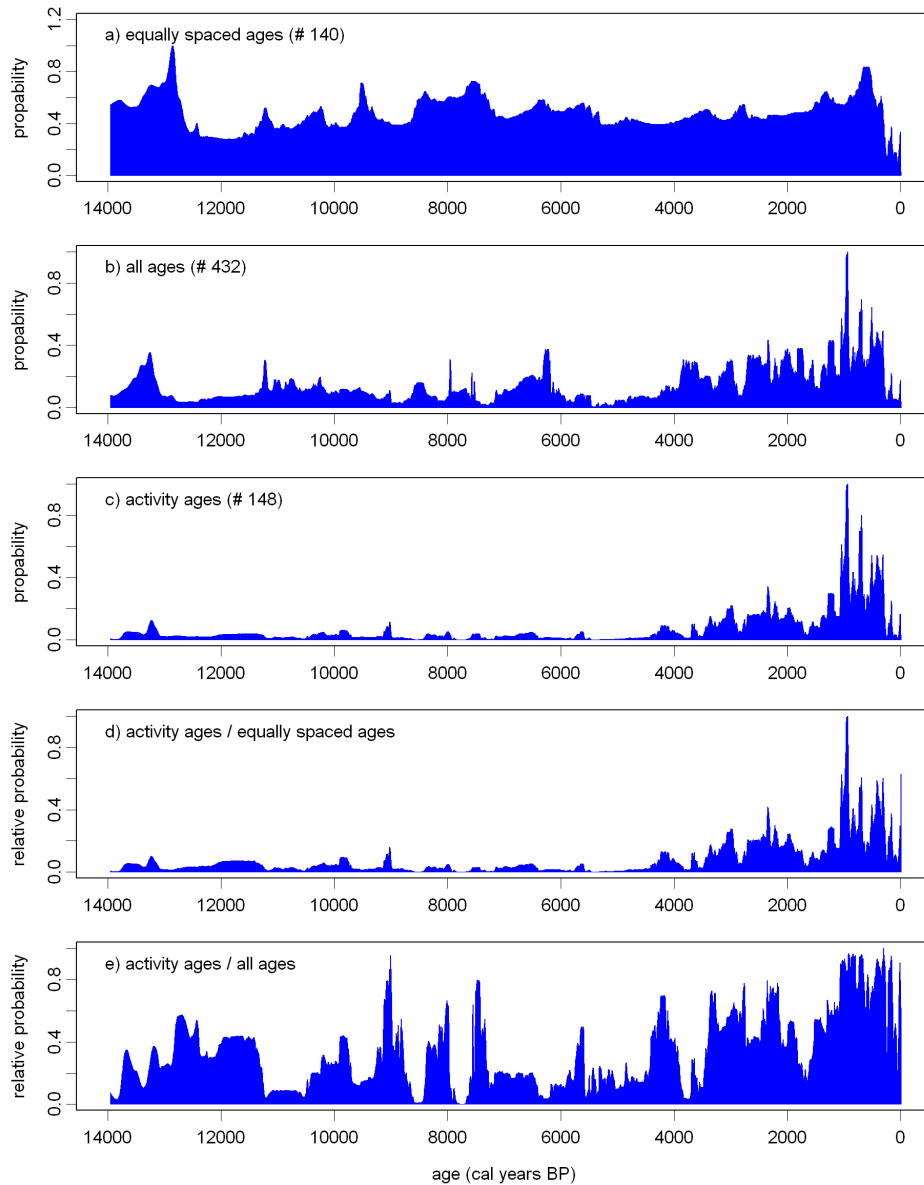 a) equally spaced ages (# 140)
propability
0.0 0.4 0.8 1.2
14000 12000 10000 8000 6000 4000 2000 0
b) all ages (# 432)
propability
0.0 0.4 0.8
14000 12000 10000 8000 6000 4000 2000 0
c) activity ages (# 148)
propability
0.0 0.4 0.8
14000 12000 10000 8000 6000 4000 2000 0
d) activity ages / equally spaced ages
relative probability
0.0 0.4 0.8
14000 12000 10000 8000 6000 4000 2000 0
e) activity ages / all ages
relative probability
0.0 0.4 0.8
14000 12000 10000 8000 6000 4000 2000 0
age (cal years BP)